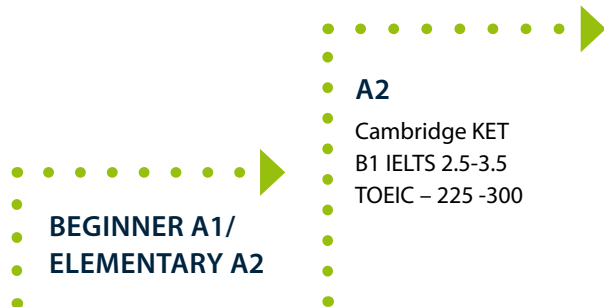 A2
Cambridge KET
B1 IELTS 2.5-3.5
TOEIC – 225 -300
BEGINNER A1/
ELEMENTARY A2